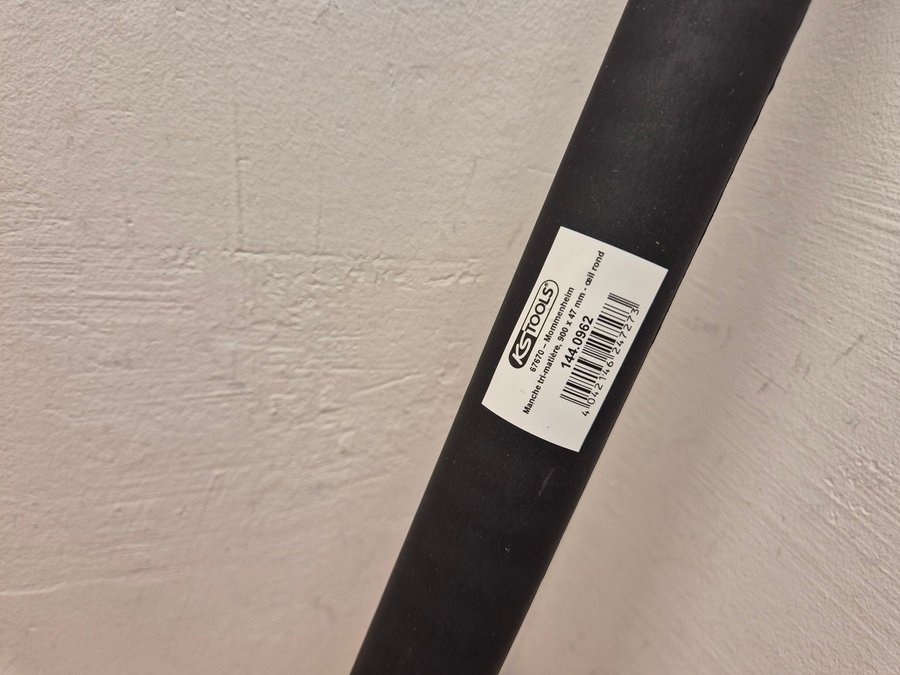 KSTOOLS®
67670 – Mommenheim
Manche tri-matière, 900 x 47 mm - œil rond
144.0962
4 042146 247273